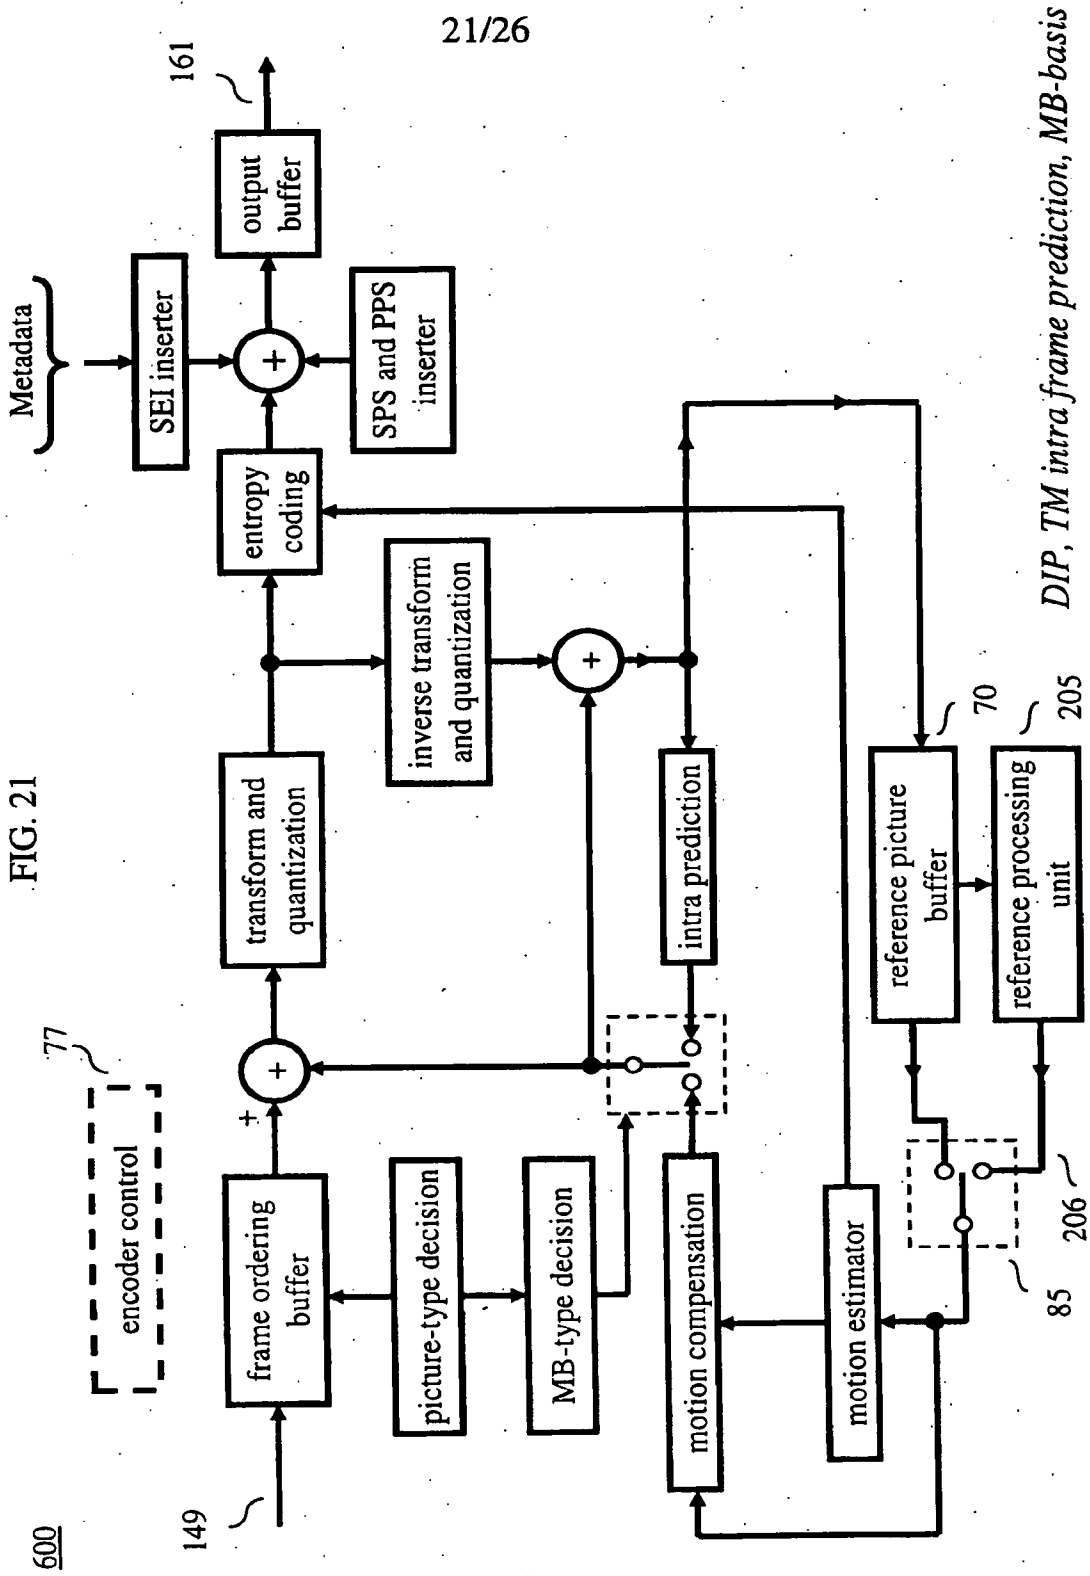 21/26
FIG. 21
600
encoder control
77
Metadata
149
161
frame ordering
buffer
+
+
transform and
quantization
entropy
coding
SEI inserter
+
SPS and PPS
inserter
output
buffer
picture-type decision
MB-type decision
inverse transform
and quantization
+
intra prediction
motion compensation
motion estimator
reference picture
buffer
70
reference processing
unit
205
206
85
DIP, TM intra frame prediction, MB-basis